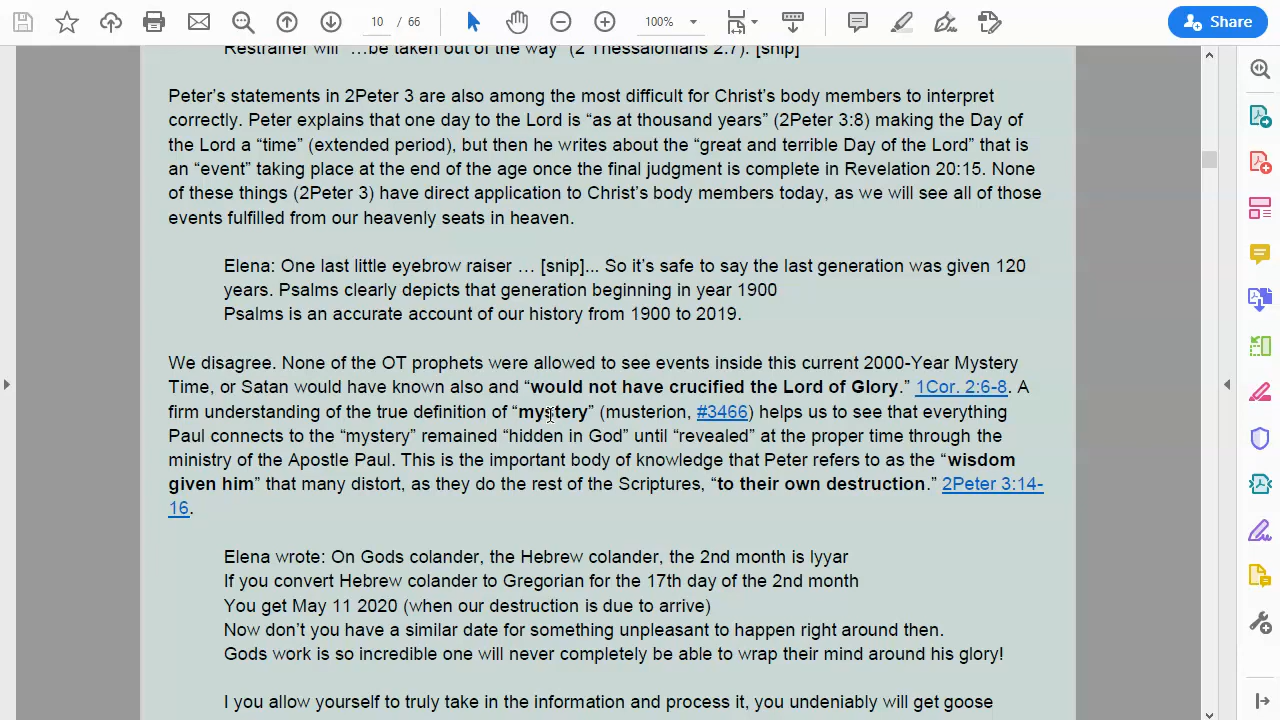 10 / 66
100%
Share
Restrainer will "…be taken out of the way" (2 Thessalonians 2:7). [snip]
Peter's statements in 2Peter 3 are also among the most difficult for Christ's body members to interpret
correctly. Peter explains that one day to the Lord is "as at thousand years" (2Peter 3:8) making the Day of
the Lord a "time" (extended period), but then he writes about the "great and terrible Day of the Lord" that is
an "event" taking place at the end of the age once the final judgment is complete in Revelation 20:15. None
of these things (2Peter 3) have direct application to Christ's body members today, as we will see all of those
events fulfilled from our heavenly seats in heaven.
Elena: One last little eyebrow raiser … [snip]... So it's safe to say the last generation was given 120
years. Psalms clearly depicts that generation beginning in year 1900
Psalms is an accurate account of our history from 1900 to 2019.
We disagree. None of the OT prophets were allowed to see events inside this current 2000-Year Mystery
Time, or Satan would have known also and "would not have crucified the Lord of Glory." 1Cor. 2:6-8. A
firm understanding of the true definition of "mystery" (musterion, #3466) helps us to see that everything
Paul connects to the "mystery" remained "hidden in God" until "revealed" at the proper time through the
ministry of the Apostle Paul. This is the important body of knowledge that Peter refers to as the "wisdom
given him" that many distort, as they do the rest of the Scriptures, "to their own destruction." 2Peter 3:14-
16.
Elena wrote: On Gods colander, the Hebrew colander, the 2nd month is Iyyar
If you convert Hebrew colander to Gregorian for the 17th day of the 2nd month
You get May 11 2020 (when our destruction is due to arrive)
Now don't you have a similar date for something unpleasant to happen right around then.
Gods work is so incredible one will never completely be able to wrap their mind around his glory!
I you allow yourself to truly take in the information and process it, you undeniably will get goose